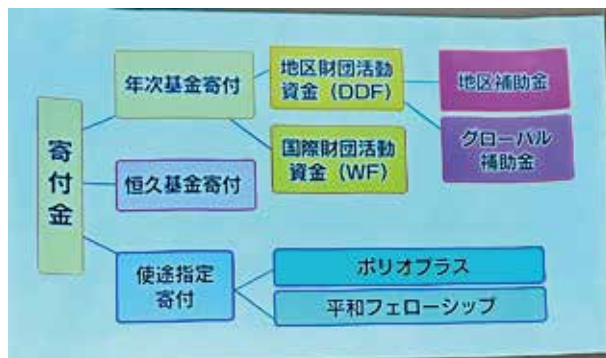 寄付金
年次基金寄付
地区財団活動
資金（DDF）
地区補助金
国際財団活動
資金（WF）
グローバル
補助金
恒久基金寄付
使途指定
寄付
ポリオプラス
平和フェローシップ